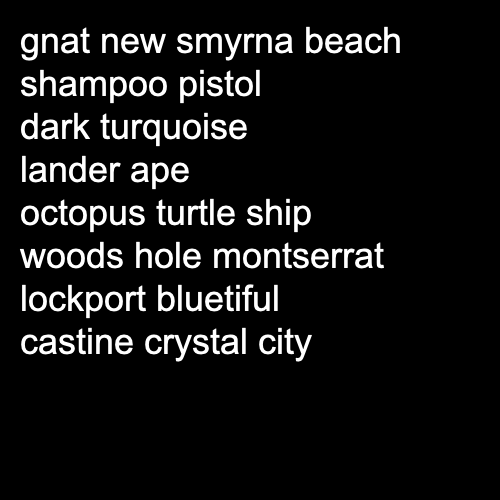 gnat new smyrna beach
shampoo pistol
dark turquoise
lander ape
octopus turtle ship
woods hole montserrat
lockport bluetiful
castine crystal city